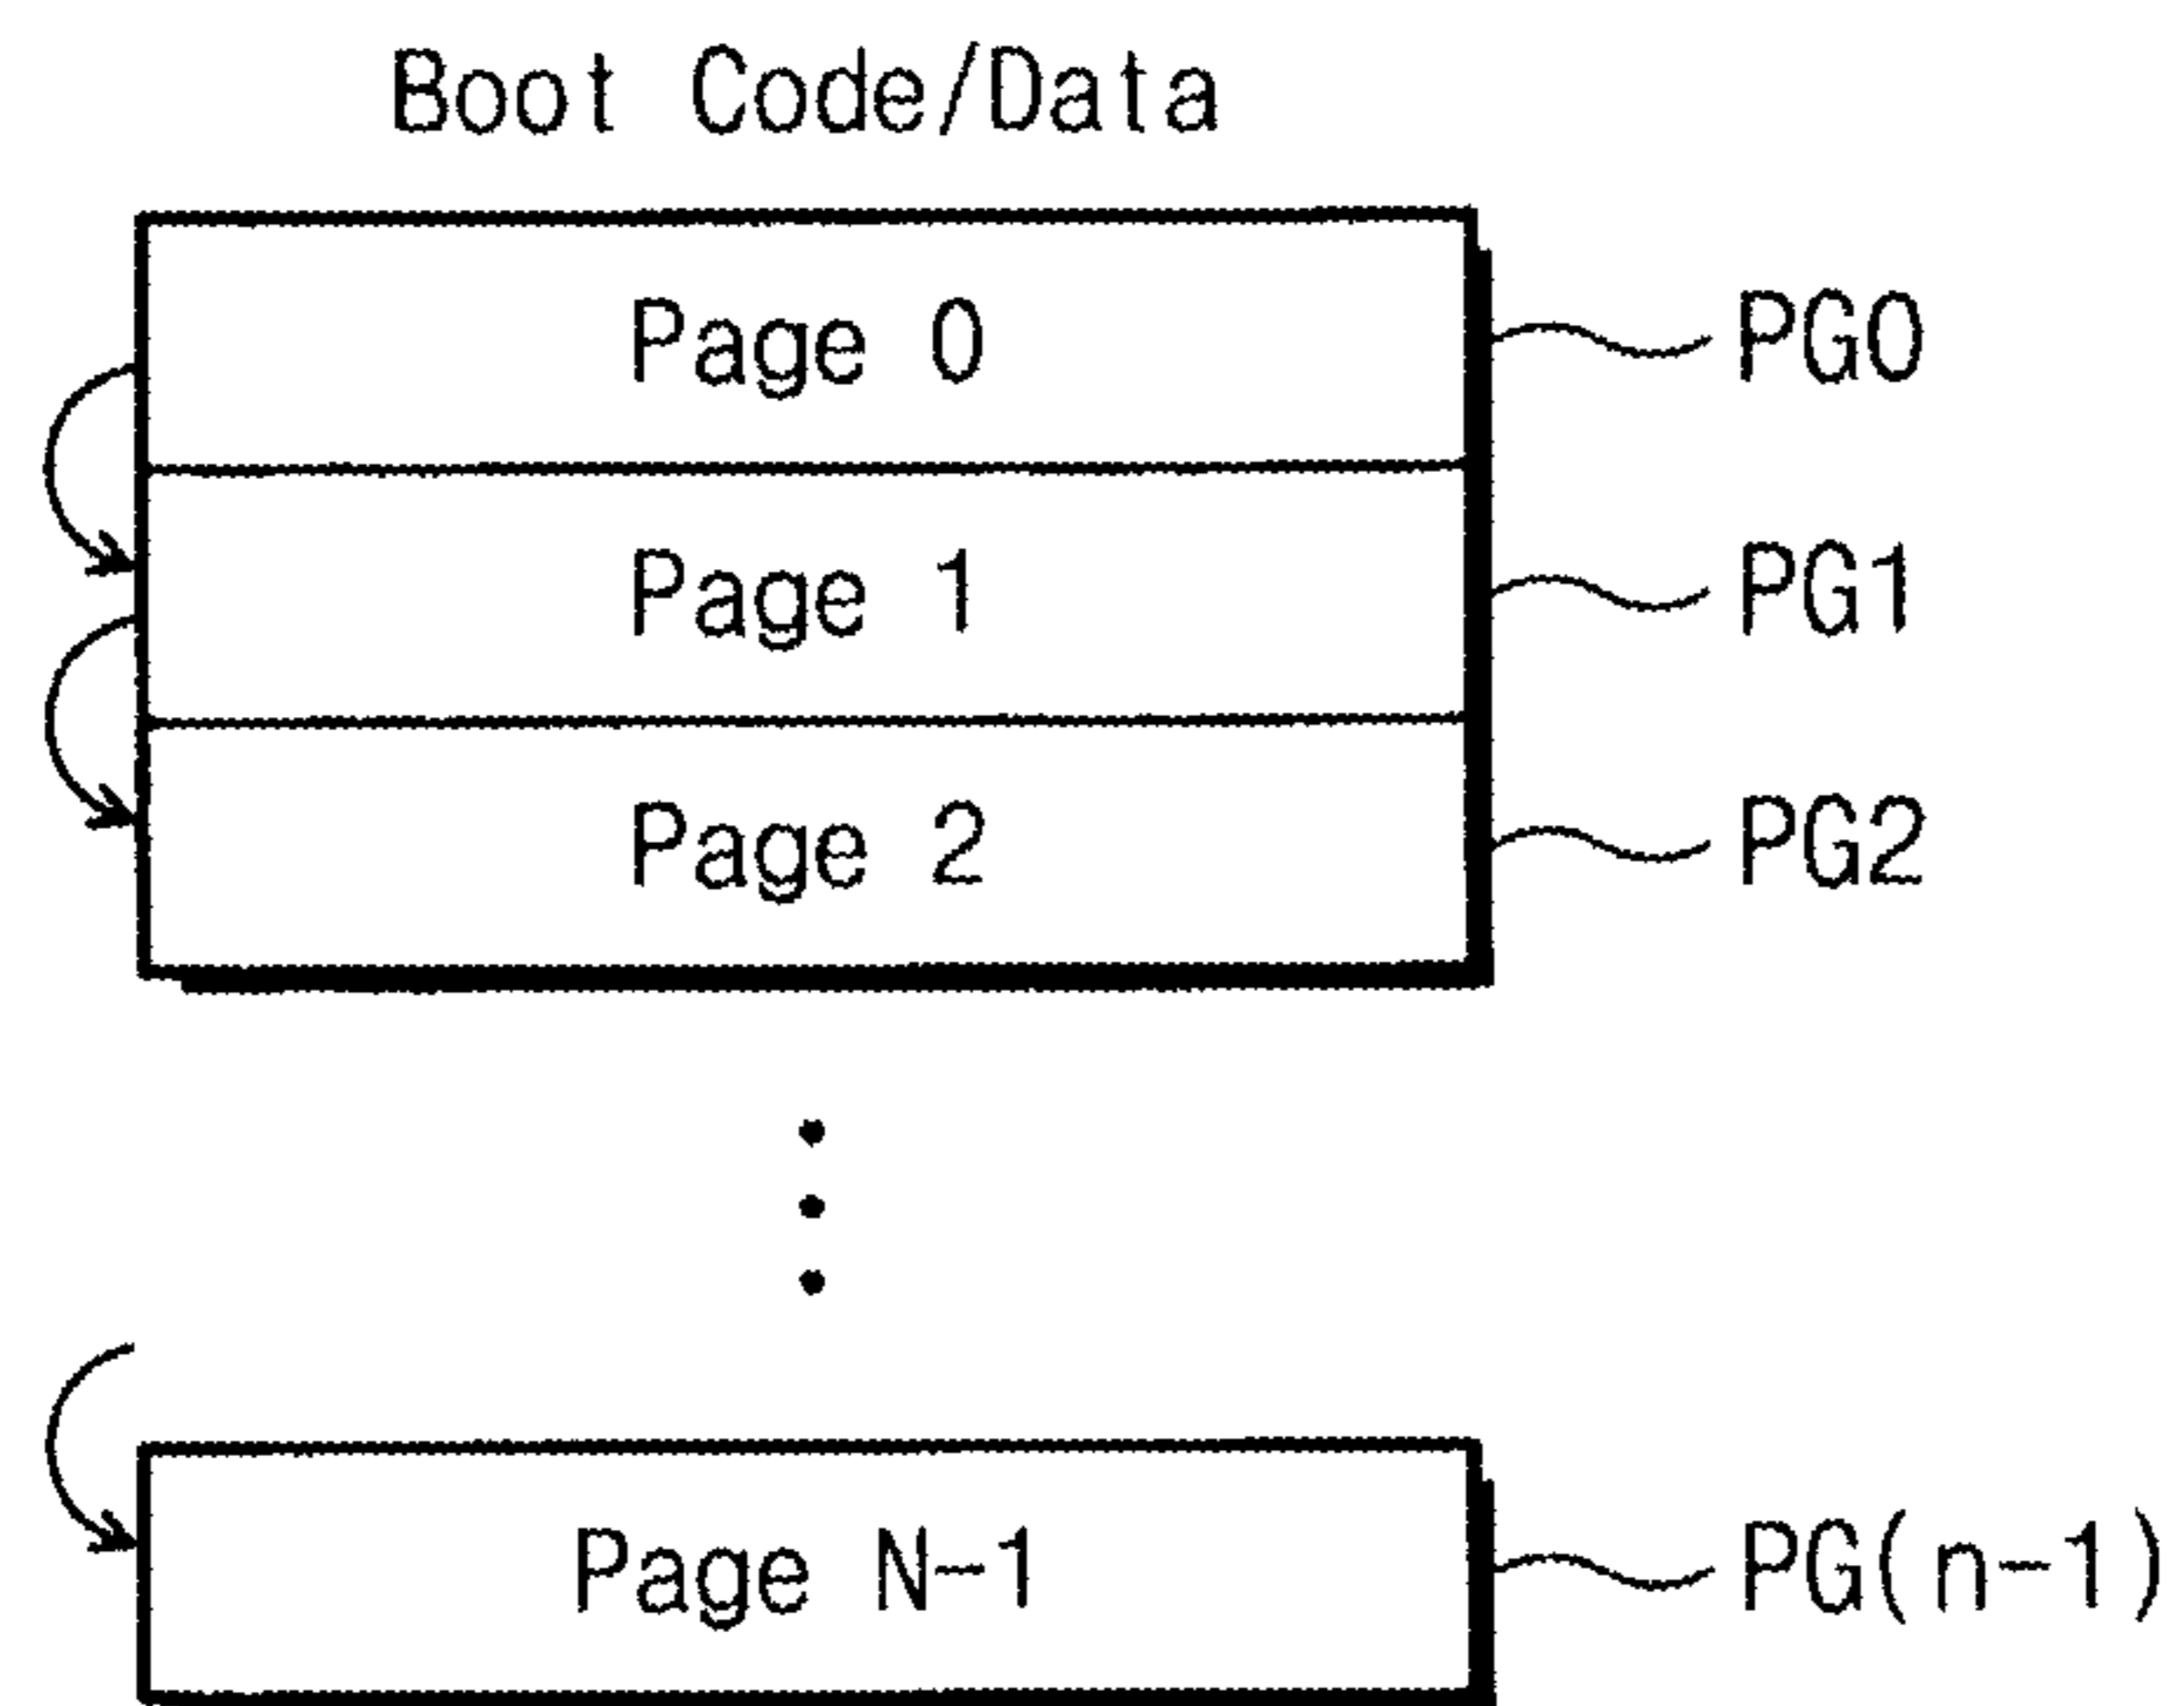 Boot Code/Data
Page 0 PG0
Page 1 PG1
Page 2 PG2
Page N-1 PG(n-1)